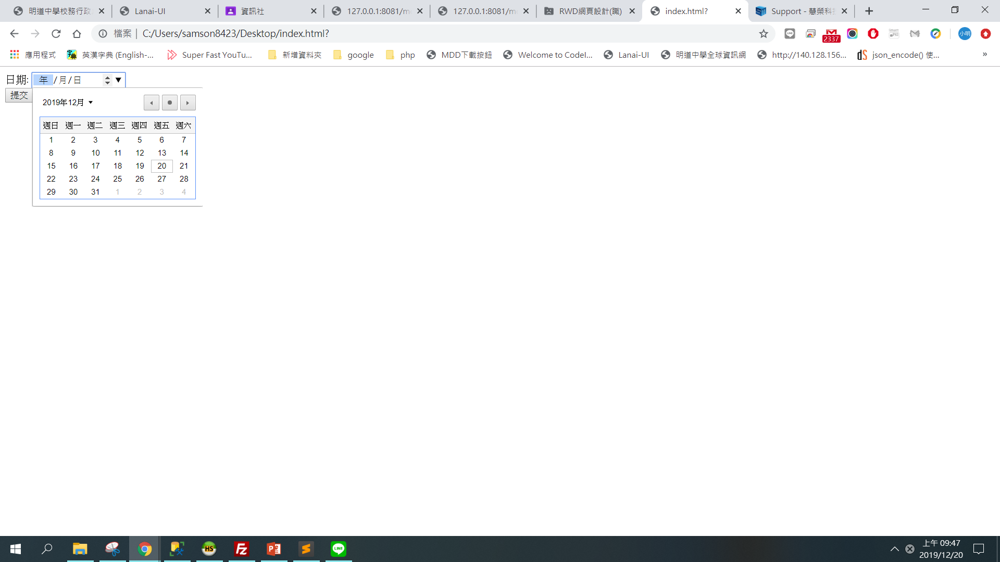 明道中學校務行政
Lanai-UI
資訊社
127.0.0.1:8081/m
127.0.0.1:8081/m
RWD網頁設計(職)
index.html?
Support - 慧榮科技
檔案 | C:/Users/samson8423/Desktop/index.html?
2337
小明
應用程式
英漢字典 (English-...
Super Fast YouTu...
新增資料夾
google
php
MDD下載按鈕
Welcome to CodeI...
Lanai-UI
明道中學全球資訊網
http://140.128.156...
json_encode() 使...
»
日期: 年 /月/日
提交
2019年12月
週日 週一 週二 週三 週四 週五 週六
1 2 3 4 5 6 7
8 9 10 11 12 13 14
15 16 17 18 19 20 21
22 23 24 25 26 27 28
29 30 31 1 2 3 4
上午 09:47
2019/12/20